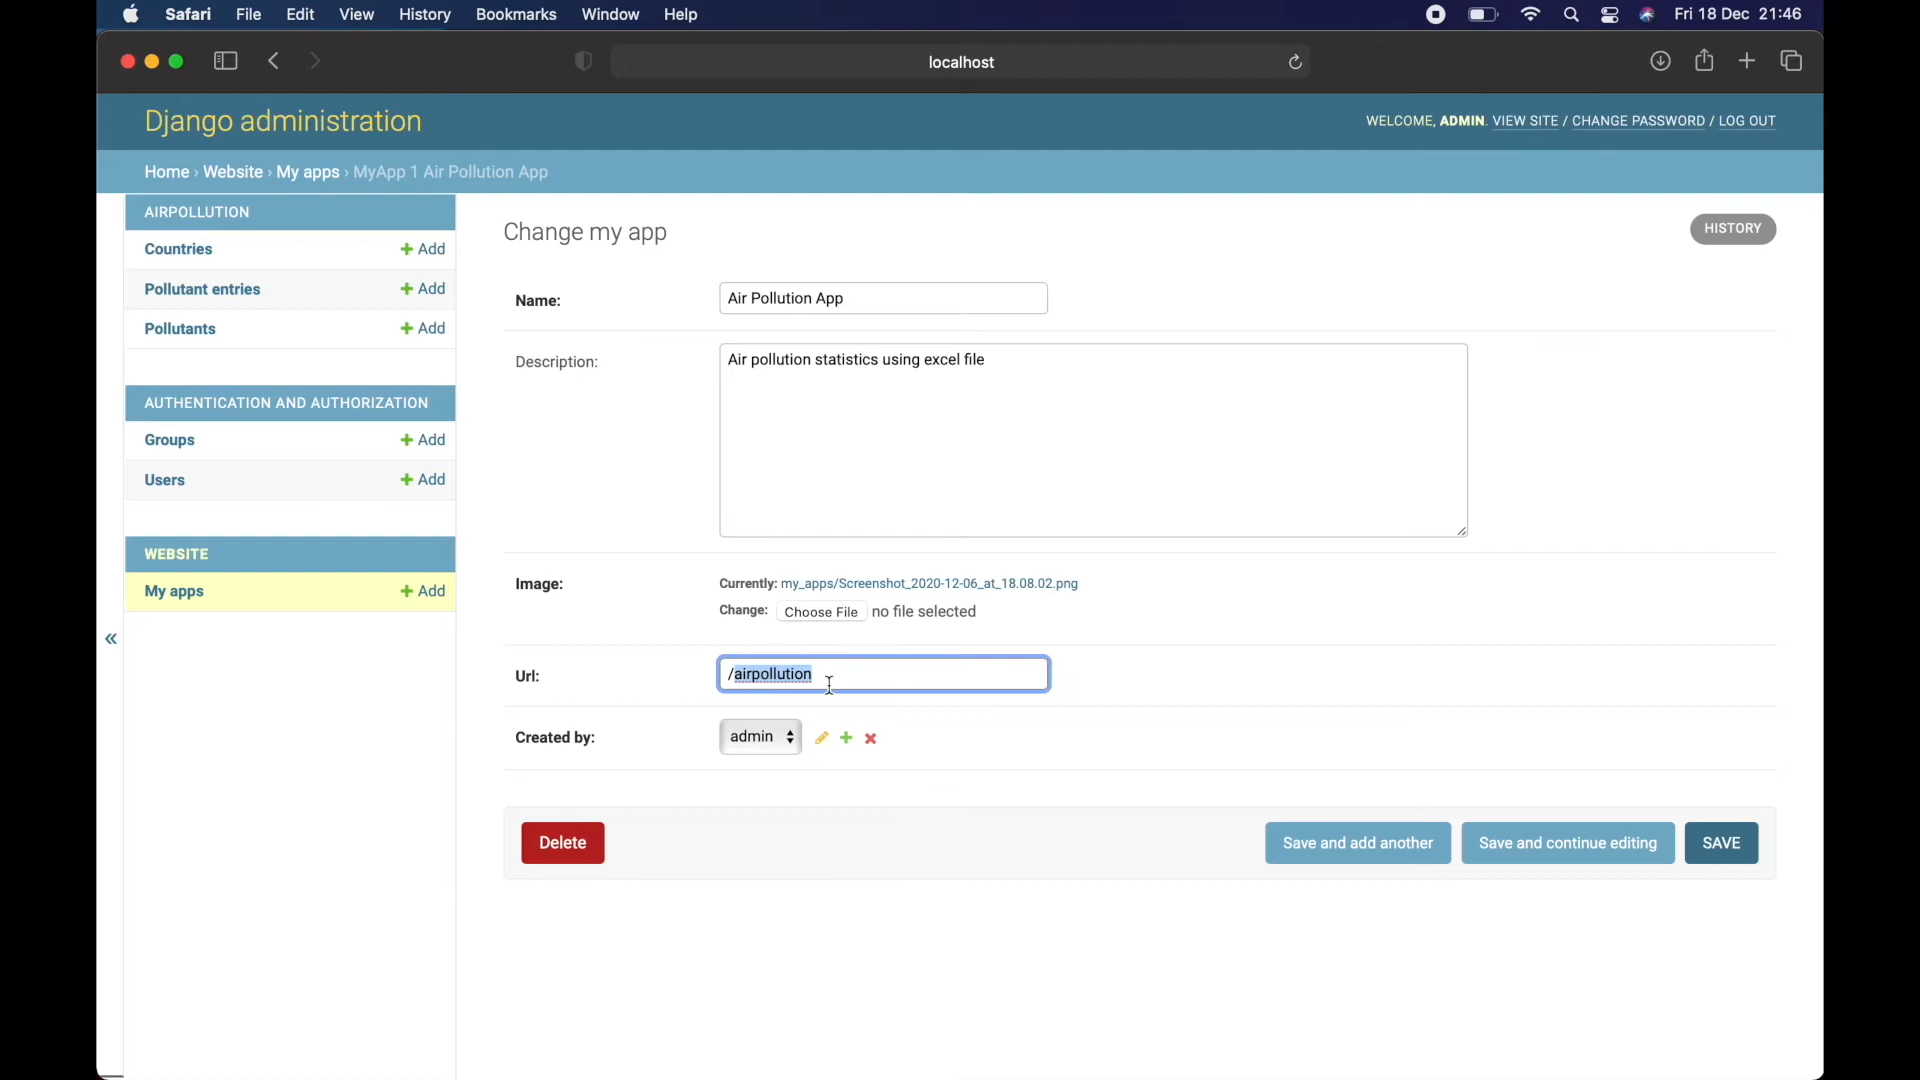 Safari File Edit View History Bookmarks Window Help Fri 18 Dec 21:46
localhost
Django administration
WELCOME, ADMIN. VIEW SITE / CHANGE PASSWORD / LOG OUT
Home › Website › My apps › MyApp 1 Air Pollution App
AIRPOLLUTION
Countries + Add
Pollutant entries + Add
Pollutants + Add
AUTHENTICATION AND AUTHORIZATION
Groups + Add
Users + Add
WEBSITE
My apps + Add
«
Change my app
HISTORY
Name: Air Pollution App
Description: Air pollution statistics using excel file
Image: Currently: my_apps/Screenshot_2020-12-06_at_18.08.02.png
Change: Choose File no file selected
Url: /airpollution
Created by: admin
Delete Save and add another Save and continue editing SAVE